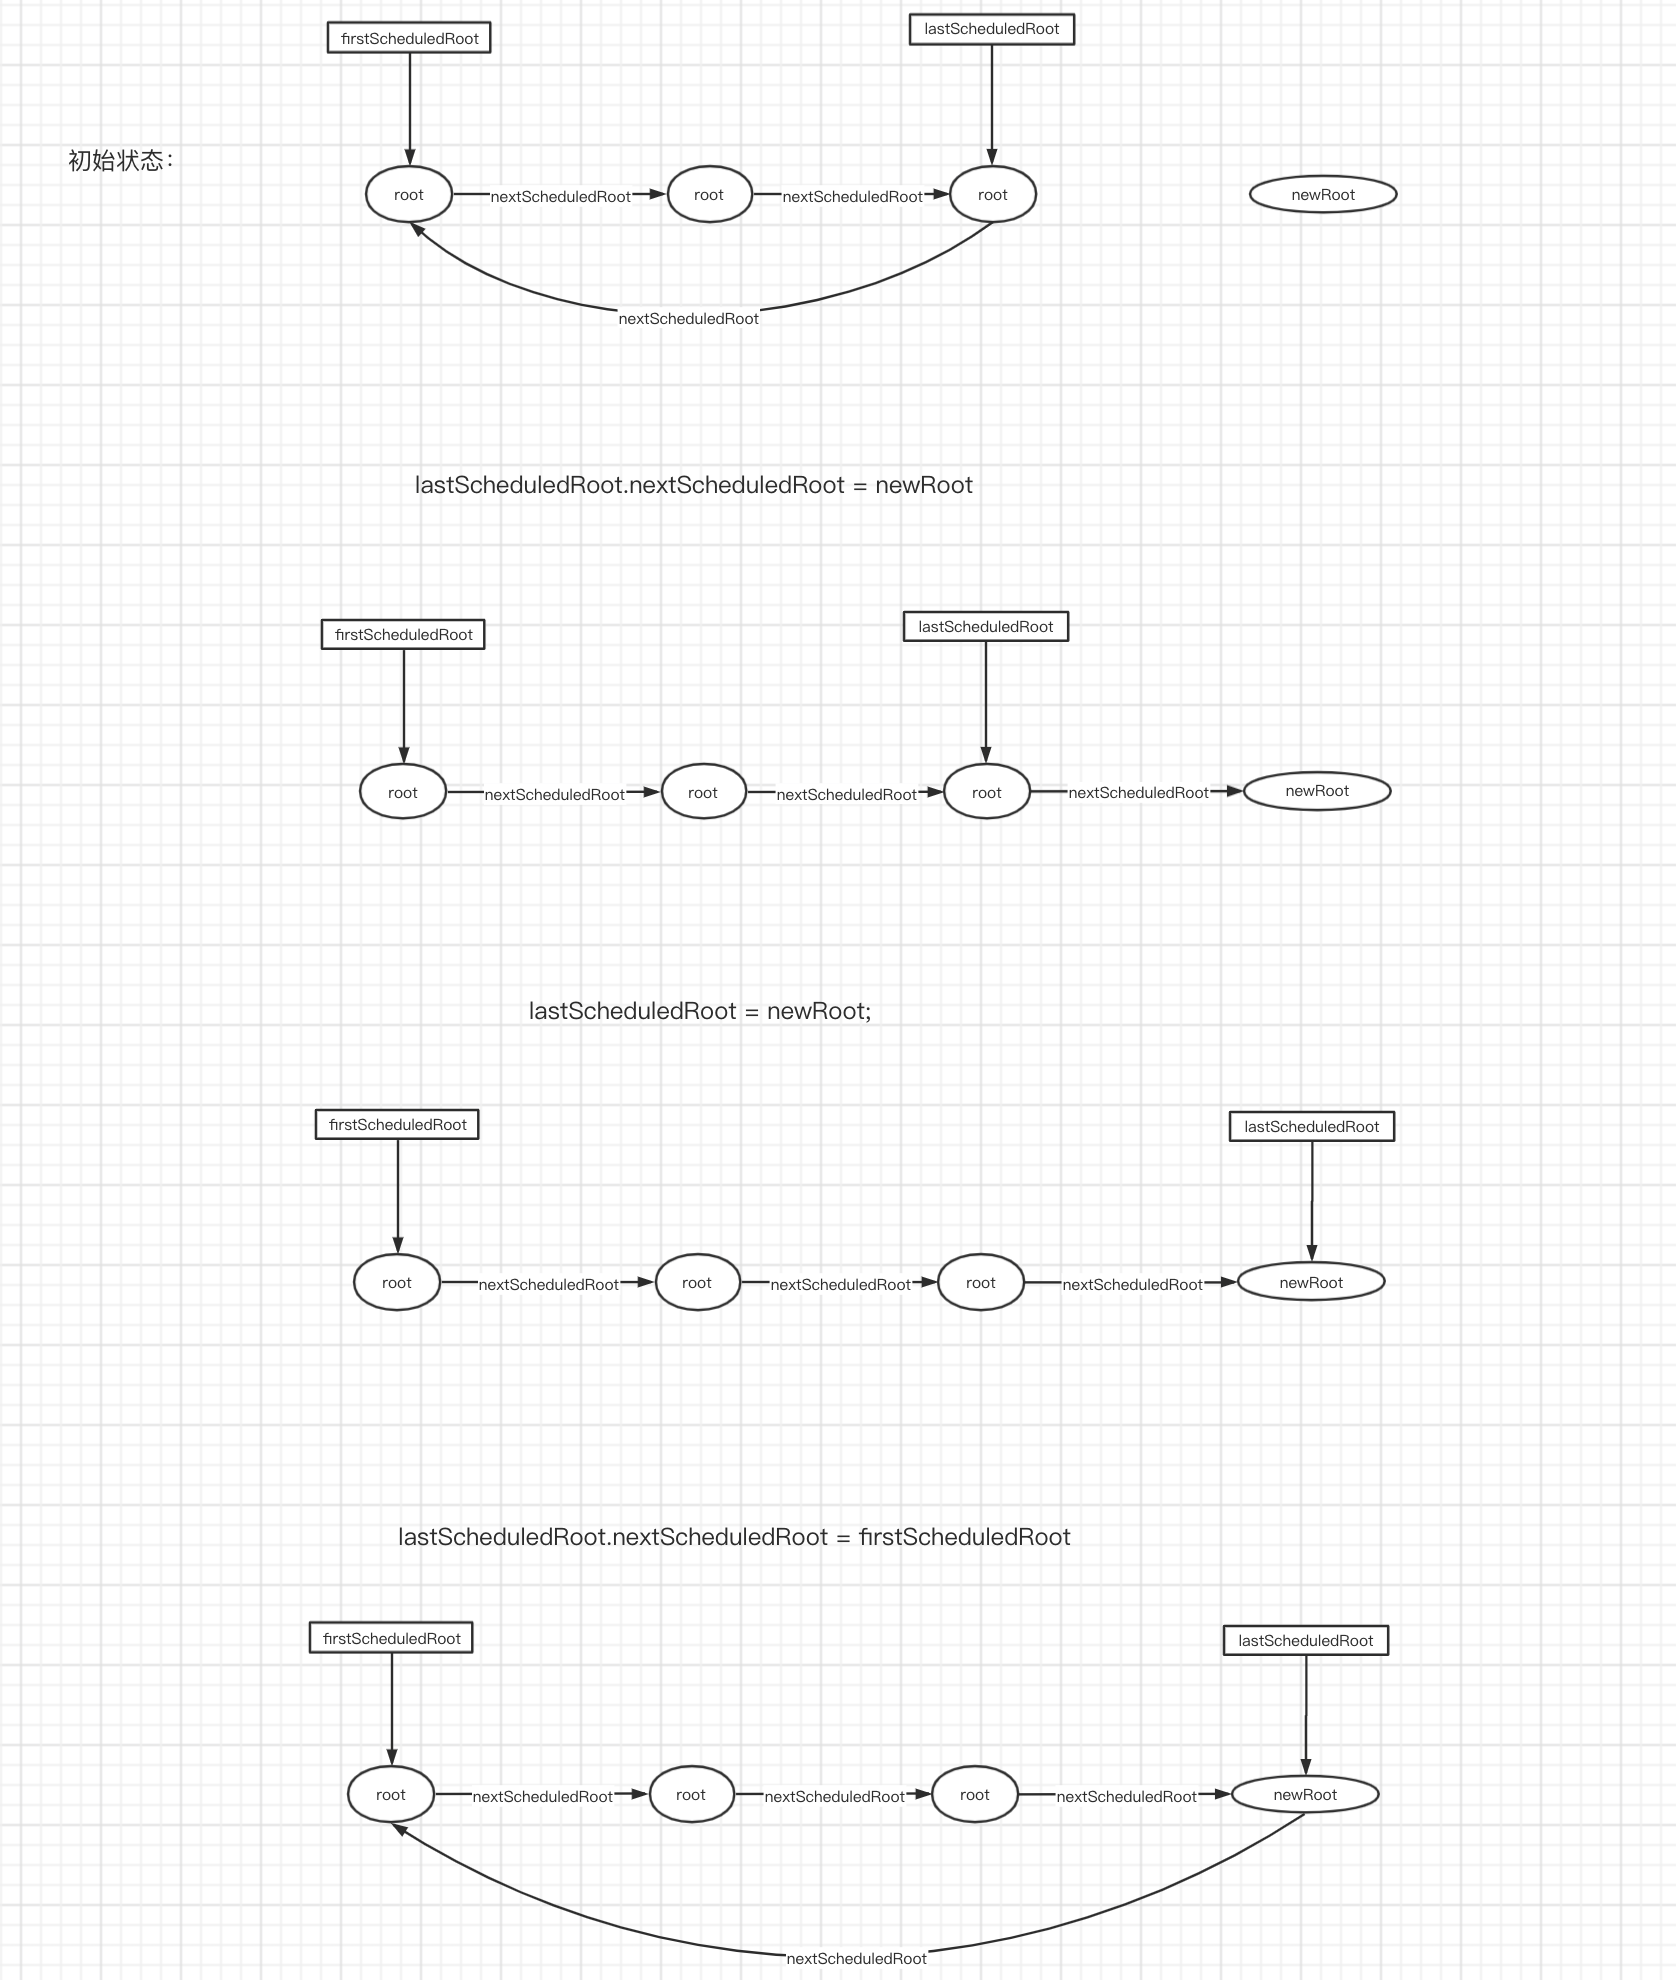 firstScheduledRoot
lastScheduledRoot
初始状态：
root
nextScheduledRoot
root
nextScheduledRoot
root
newRoot
nextScheduledRoot
lastScheduledRoot.nextScheduledRoot = newRoot
firstScheduledRoot
lastScheduledRoot
root
nextScheduledRoot
root
nextScheduledRoot
root
nextScheduledRoot
newRoot
lastScheduledRoot = newRoot;
firstScheduledRoot
lastScheduledRoot
root
nextScheduledRoot
root
nextScheduledRoot
root
nextScheduledRoot
newRoot
lastScheduledRoot.nextScheduledRoot = firstScheduledRoot
firstScheduledRoot
lastScheduledRoot
root
nextScheduledRoot
root
nextScheduledRoot
root
nextScheduledRoot
newRoot
nextScheduledRoot